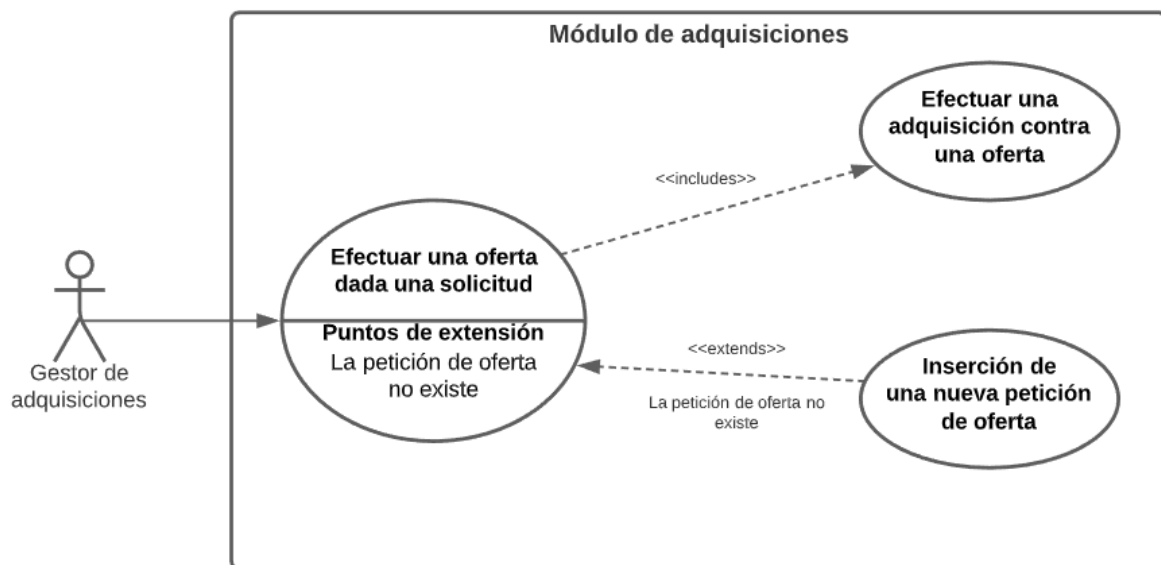 Módulo de adquisiciones
Efectuar una
adquisición contra
una oferta
<<includes>>
Efectuar una oferta
dada una solicitud
Puntos de extensión
La petición de oferta
no existe
<<extends>>
La petición de oferta no
existe
Inserción de
una nueva petición
de oferta
Gestor de
adquisiciones